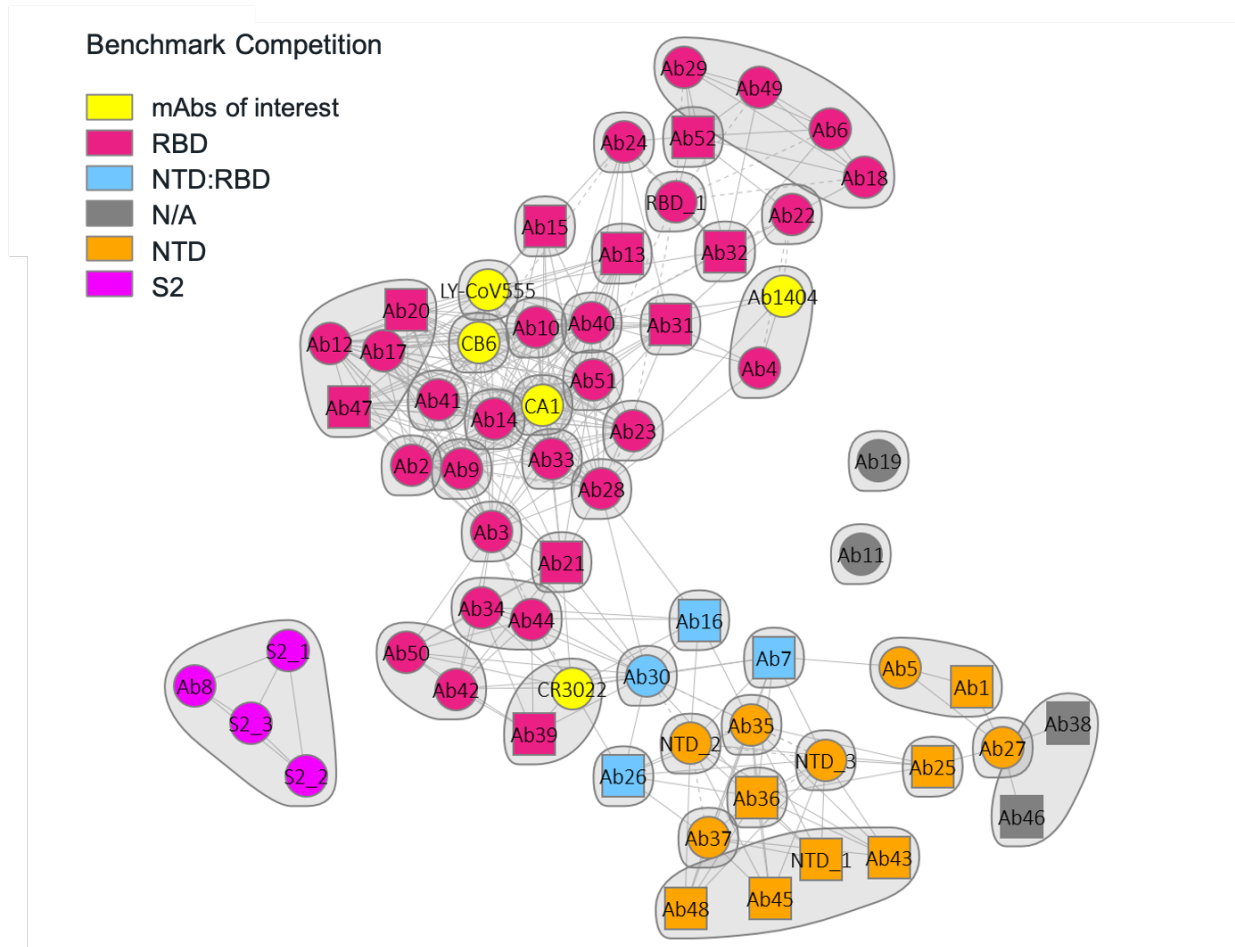 Benchmark Competition
mAbs of interest
RBD
NTD:RBD
N/A
NTD
S2
Ab29
Ab49
Ab6
Ab52
Ab24
Ab18
RBD_1
Ab22
Ab15
Ab13
Ab32
LY-CoV555
Ab1404
Ab20
Ab10
Ab40
Ab31
Ab12
Ab17
CB6
Ab4
Ab51
Ab47
Ab41
CA1
Ab14
Ab23
Ab2
Ab9
Ab33
Ab19
Ab28
Ab3
Ab11
Ab21
Ab34
Ab44
Ab16
S2_1
Ab50
Ab7
Ab5
Ab8
Ab42
CR3022
Ab30
Ab1
S2_3
Ab39
NTD_2
Ab35
Ab38
Ab27
NTD_3
S2_2
Ab26
Ab25
Ab36
Ab46
Ab37
NTD_1
Ab43
Ab45
Ab48